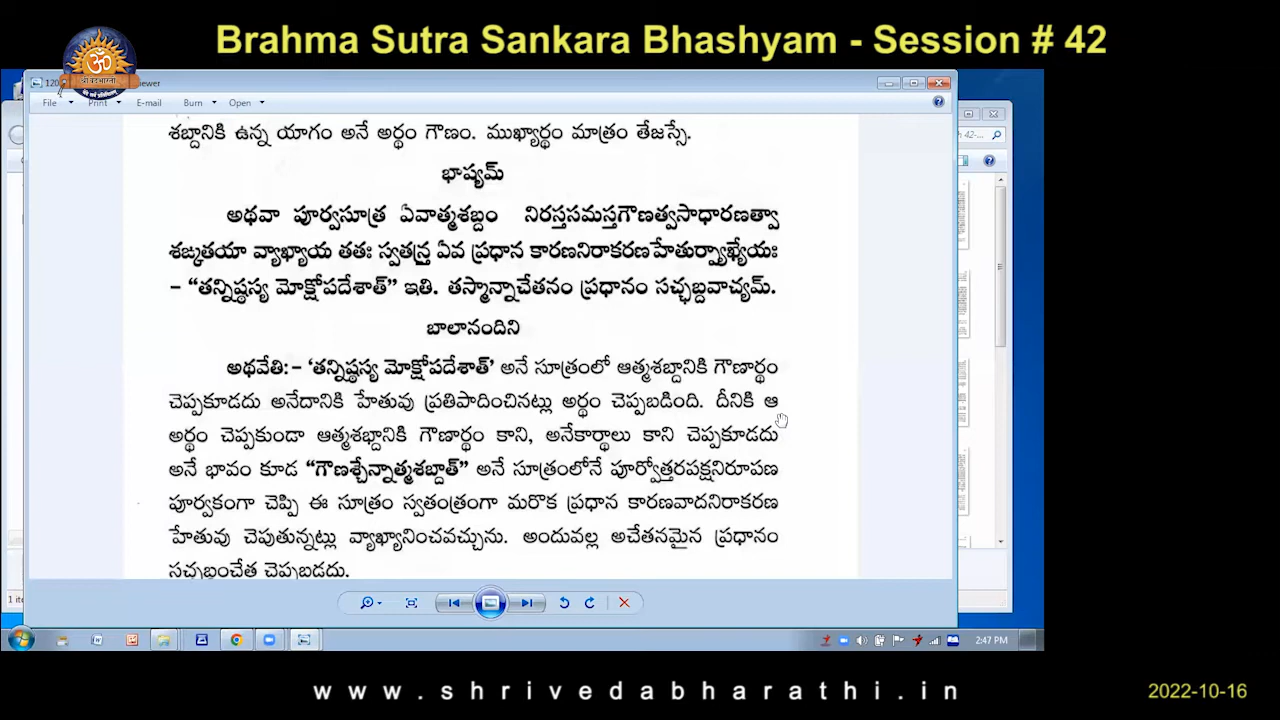 Brahma Sutra Sankara Bhashyam - Session # 42
File Print E-mail Burn Open
శబ్దానికి ఉన్న యాగం అనే అర్థం గౌణం. ముఖ్యార్థం మాత్రం తేజస్సే.
భాష్యమ్
అథవా పూర్వసూత్ర ఏవాత్మశబ్దం నిరస్తసమస్తగౌణత్వసాధారణత్వా
శఙ్కతయా వ్యాఖ్యాయ తతః స్వతన్త్ర ఏవ ప్రధాన కారణనిరాకరణహేతుర్వ్యాఖ్యేయః
– “తన్నిష్ఠస్య మోక్షోపదేశాత్” ఇతి. తస్మాన్నాచేతనం ప్రధానం సచ్ఛబ్దవాచ్యమ్.
బాలానందిని
అథవేతి:– ‘తన్నిష్ఠస్య మోక్షోపదేశాత్’ అనే సూత్రంలో ఆత్మశబ్దానికి గౌణార్థం
చెప్పకూడదు అనేదానికి హేతువు ప్రతిపాదించినట్లు అర్థం చెప్పబడింది. దీనికి ఆ
అర్థం చెప్పకుండా ఆత్మశబ్దానికి గౌణార్థం కాని, అనేకార్థాలు కాని చెప్పకూడదు
అనే భావం కూడ “గౌణశ్చేన్నాత్మశబ్దాత్” అనే సూత్రంలోనే పూర్వోత్తరపక్షనిరూపణ
పూర్వకంగా చెప్పి ఈ సూత్రం స్వతంత్రంగా మరొక ప్రధాన కారణవాదనిరాకరణ
హేతువు చెపుతున్నట్లు వ్యాఖ్యానించవచ్చును. అందువల్ల అచేతనమైన ప్రధానం
సచ్ఛబ్దంచేత చెప్పబడదు.
2:47 PM
www.shrivedabharathi.in
2022-10-16